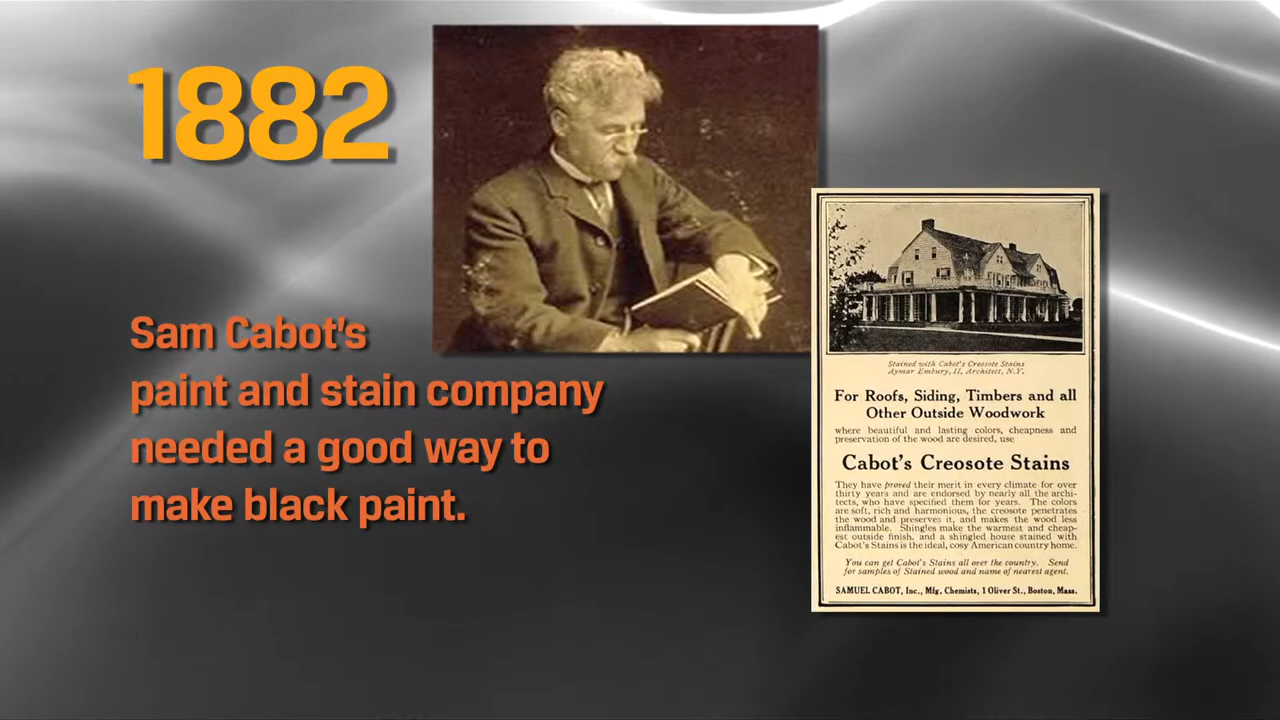 1882
Sam Cabot's
paint and stain company
needed a good way to
make black paint.
Stained with Cabot's Creosote Stains
Aymar Embury, II, Architect, N.Y.
For Roofs, Siding, Timbers and all
Other Outside Woodwork
where beautiful and lasting colors, cheapness and
preservation of the wood are desired, use
Cabot's Creosote Stains
They have proved their merit in every climate for over
thirty years and are endorsed by nearly all the archi-
tects, who have specified them for years. The colors
are soft, rich and harmonious, the creosote penetrates
the wood and preserves it, and makes the wood less
inflammable. Shingles make the warmest and cheap-
est outside finish, and a shingled house stained with
Cabot's Stains is the ideal, cosy American country home.
You can get Cabot's Stains all over the country. Send
for samples of Stained wood and name of nearest agent.
SAMUEL CABOT, Inc., Mfg. Chemists, 1 Oliver St., Boston, Mass.